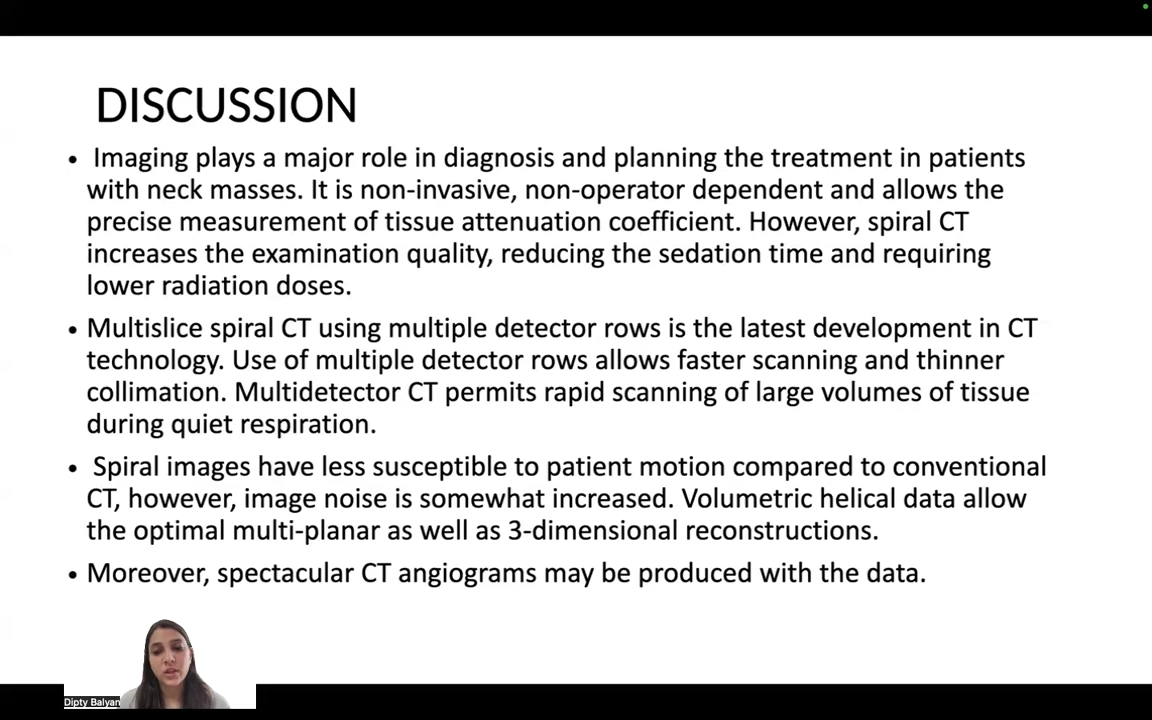 DISCUSSION
• Imaging plays a major role in diagnosis and planning the treatment in patients
with neck masses. It is non-invasive, non-operator dependent and allows the
precise measurement of tissue attenuation coefficient. However, spiral CT
increases the examination quality, reducing the sedation time and requiring
lower radiation doses.
• Multislice spiral CT using multiple detector rows is the latest development in CT
technology. Use of multiple detector rows allows faster scanning and thinner
collimation. Multidetector CT permits rapid scanning of large volumes of tissue
during quiet respiration.
• Spiral images have less susceptible to patient motion compared to conventional
CT, however, image noise is somewhat increased. Volumetric helical data allow
the optimal multi-planar as well as 3-dimensional reconstructions.
• Moreover, spectacular CT angiograms may be produced with the data.
Dipty Balyan